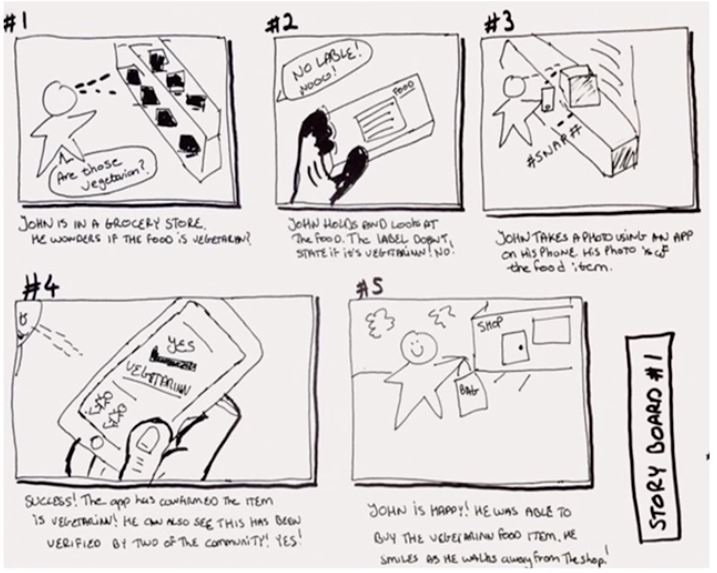 #1
Are those
vegetarian?
JOHN IS IN A GROCERY STORE.
HE WONDERS IF THE FOOD IS VEGETARIAN?
#2
NO LABLE!
NOOO!
FOOD
JOHN HOLDS AND LOOKS AT
THE FOOD. THE LABEL DOESN'T
STATE IF IT'S VEGETARIAN! NO!
#3
#SNAP#
JOHN TAKES A PHOTO USING AN APP
ON HIS PHONE. HIS PHOTO is of
the food item.
#4
YES
VEGETARIAN
SUCCESS! The app has confirmed THE ITEM
IS VEGETARIAN! HE CAN ALSO SEE THIS HAS BEEN
VERIFIED BY TWO OF THE COMMUNITY! YES!
#5
SHOP
BAG
JOHN IS HAPPY! HE WAS ABLE TO
BUY THE VEGETARIAN FOOD ITEM. HE
SMILES AS HE WALKS away from The shop!
STORY BOARD #1